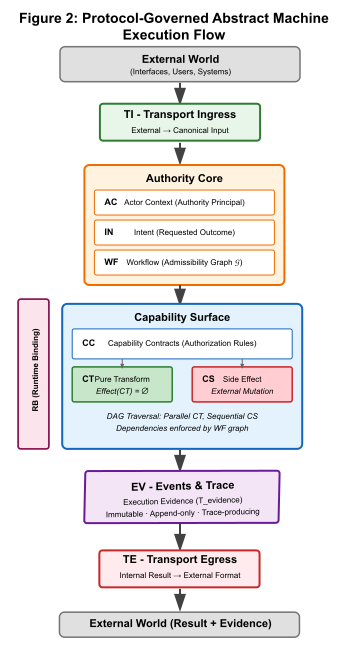 Figure 2: Protocol-Governed Abstract Machine
Execution Flow
External World
(Interfaces, Users, Systems)
TI - Transport Ingress
External → Canonical Input
Authority Core
AC Actor Context (Authority Principal)
IN Intent (Requested Outcome)
WF Workflow (Admissibility Graph 𝒢)
RB (Runtime Binding)
Capability Surface
CC Capability Contracts (Authorization Rules)
CT Pure Transform
Effect(CT) = ∅
CS Side Effect
External Mutation
DAG Traversal: Parallel CT, Sequential CS
Dependencies enforced by WF graph
EV - Events & Trace
Execution Evidence (T_evidence)
Immutable · Append-only · Trace-producing
TE - Transport Egress
Internal Result → External Format
External World (Result + Evidence)